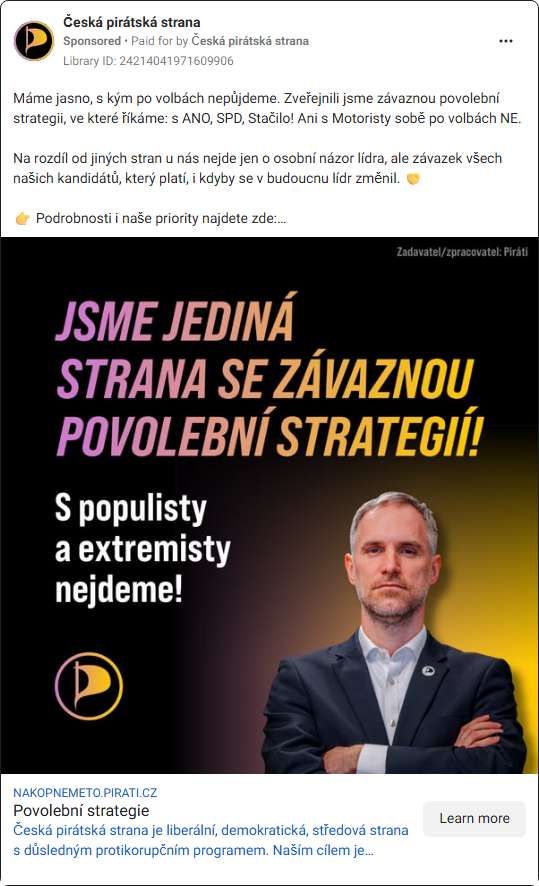 Česká pirátská strana
Sponsored • Paid for by Česká pirátská strana
Library ID: 24214041971609906
Máme jasno, s kým po volbách nepůjdeme. Zveřejnili jsme závaznou povolební
strategii, ve které říkáme: s ANO, SPD, Stačilo! Ani s Motoristy sobě po volbách NE.
Na rozdíl od jiných stran u nás nejde jen o osobní názor lídra, ale závazek všech
našich kandidátů, který platí, i kdyby se v budoucnu lídr změnil. 🤝
👉 Podrobnosti i naše priority najdete zde:...
Zadavatel/zpracovatel: Piráti
JSME JEDINÁ
STRANA SE ZÁVAZNOU
POVOLEBNÍ STRATEGIÍ!
S populisty
a extremisty
nejdeme!
NAKOPNEMETO.PIRATI.CZ
Povolební strategie
Česká pirátská strana je liberální, demokratická, středová strana
s důsledným protikorupčním programem. Naším cílem je...
Learn more